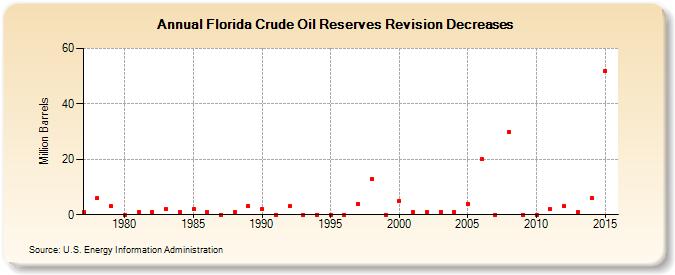 Annual Florida Crude Oil Reserves Revision Decreases
Million Barrels
60
40
20
0
1980 1985 1990 1995 2000 2005 2010 2015
Source: U.S. Energy Information Administration